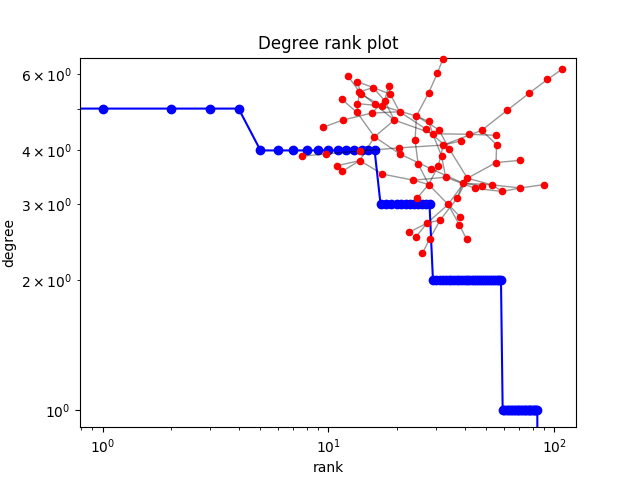 Degree rank plot
6 × 10⁰
4 × 10⁰
3 × 10⁰
2 × 10⁰
10⁰
degree
10⁰ 10¹ 10²
rank